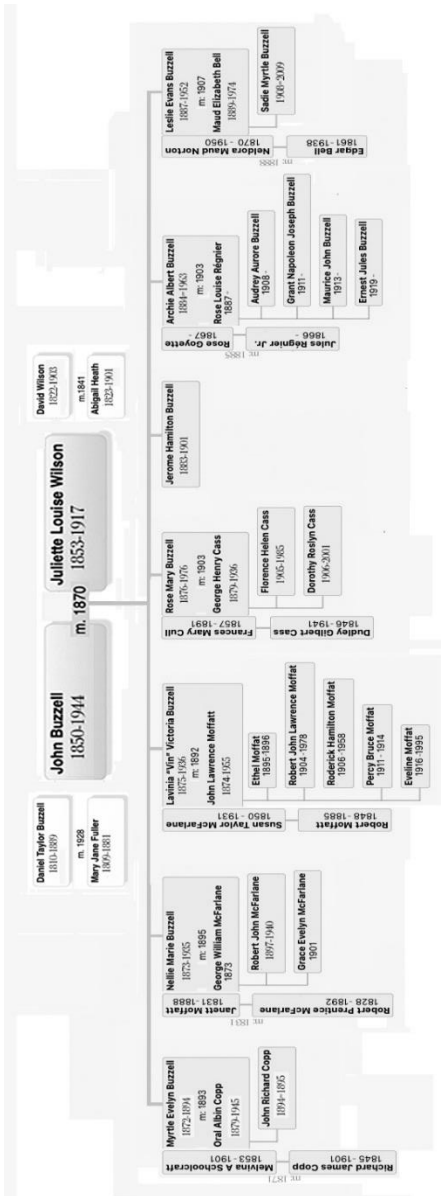 Daniel Taylor Buzzell
1810-1889
m. 1928
Mary Jane Fuller
1809-1881
John Buzzell
1850-1944
m. 1870
Juliette Louise Wilson
1853-1917
David Wilson
1822-1903
m.1841
Abigail Heath
1823-1901
Myrtle Evelyn Buzzell
1872-1894
m: 1893
Oral Albin Copp
1879-1945
John Richard Copp
1894-1895
Melvina A Schoolcraft
1853 - 1901
Richard James Copp
1845 - 1901
m: 1871
Nellie Marie Buzzell
1873-1935
m: 1895
George William McFarlane
1873
Robert John McFarlane
1897-1940
Grace Evelyn McFarlane
1901
Janett Moffatt
1831 - 1888
Robert Prentice McFarlane
1828 - 1892
Lavinia "Vin" Victoria Buzzell
1875-1936
m: 1892
John Lawrence Moffatt
1874-1955
Ethel Moffat
1895-1896
Robert John Lawrence Moffat
1904 -1978
Roderick Hamilton Moffat
1906 -1958
Percy Bruce Moffat
1911 - 1914
Eveline Moffat
1916 -1995
Susan Taylor McFarlane
1850 - 1931
Robert Moffatt
1848 - 1885
Rose Mary Buzzell
1876-1976
m: 1903
George Henry Cass
1879-1936
Florence Helen Cass
1905-1985
Dorothy Roslyn Cass
1906-2001
Frances Mary Cull
1857 - 1891
Dudley Gilbert Cass
1846 - 1941
Jerome Hamilton Buzzell
1883-1901
Archie Albert Buzzell
1884-1963
m: 1903
Rose Louise Régnier
1887 -
Audrey Aurore Buzzell
1908 -
Grant Napoleon Joseph Buzzell
1911 -
Maurice John Buzzell
1913 -
Ernest Jules Buzzell
1919 -
Rose Goyette
1867 -
Jules Régnier Jr.
1866 -
m: 1885
Leslie Evans Buzzell
1887-1952
m: 1907
Maud Elizabeth Bell
1889-1974
Sadie Myrtle Buzzell
1908-2009
Neldora Maud Norton
1870 - 1950
Edgar Bell
1861-1938
m: 1888